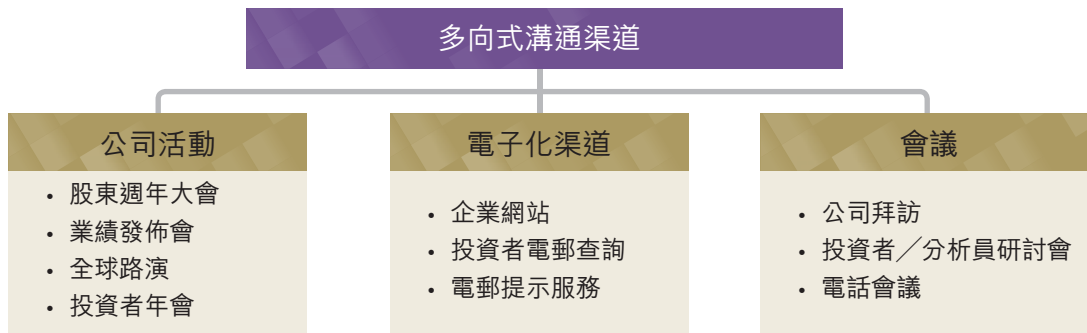 多向式溝通渠道
公司活動
• 股東週年大會
• 業績發佈會
• 全球路演
• 投資者年會
電子化渠道
• 企業網站
• 投資者電郵查詢
• 電郵提示服務
會議
• 公司拜訪
• 投資者╱分析員研討會
• 電話會議